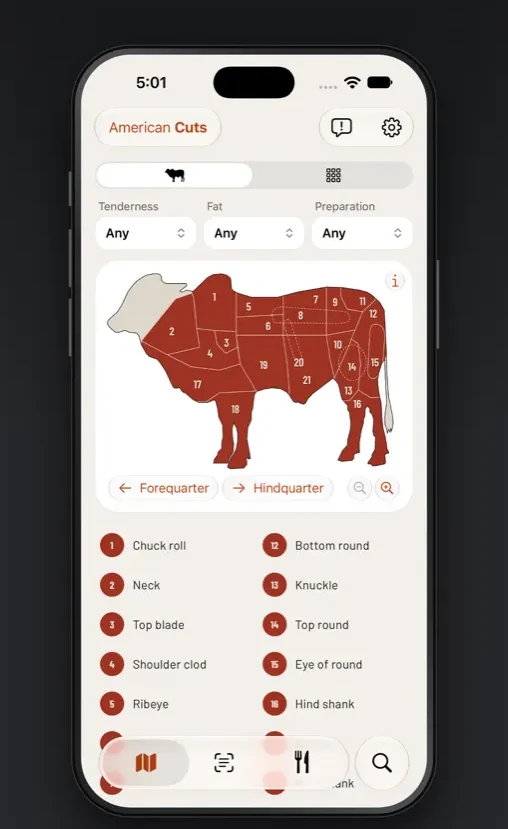 5:01
American Cuts
Tenderness
Fat
Preparation
Any
Any
Any
i
1
2
3
4
5
6
7
8
9
10
11
12
13
14
15
16
17
18
19
20
21
← Forequarter
→ Hindquarter
1 Chuck roll
2 Neck
3 Top blade
4 Shoulder clod
5 Ribeye
12 Bottom round
13 Knuckle
14 Top round
15 Eye of round
16 Hind shank